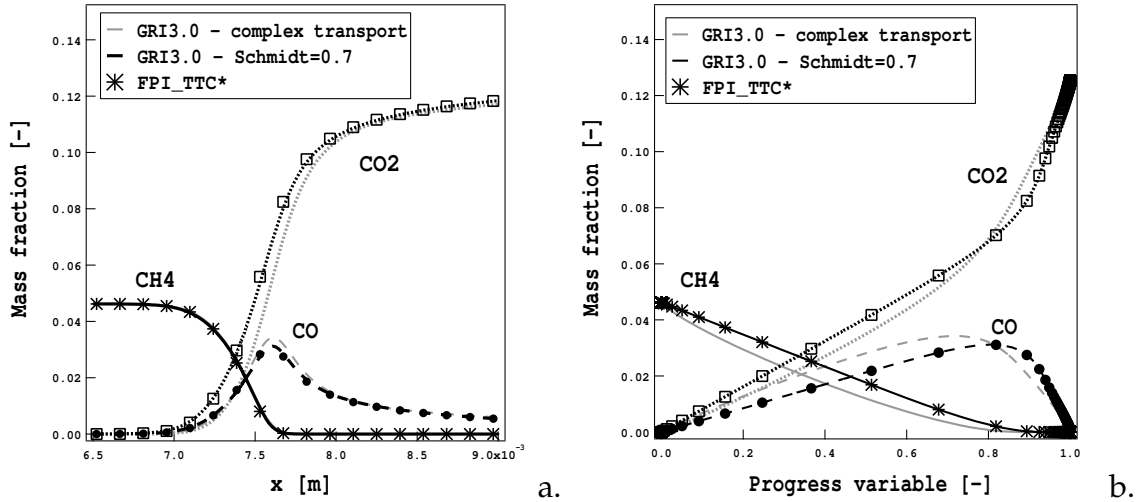 0.14
0.12
0.10
0.08
0.06
0.04
0.02
0.00
Mass fraction [-]
GRI3.0 - complex transport
GRI3.0 - Schmidt=0.7
FPI_TTC*
CO2
CH4
CO
6.5 7.0 7.5 8.0 8.5 9.0x10-3
x [m]
a.
0.14
0.12
0.10
0.08
0.06
0.04
0.02
0.00
Mass fraction [-]
GRI3.0 - complex transport
GRI3.0 - Schmidt=0.7
FPI_TTC*
CO2
CH4
CO
0.0 0.2 0.4 0.6 0.8 1.0
Progress variable [-]
b.